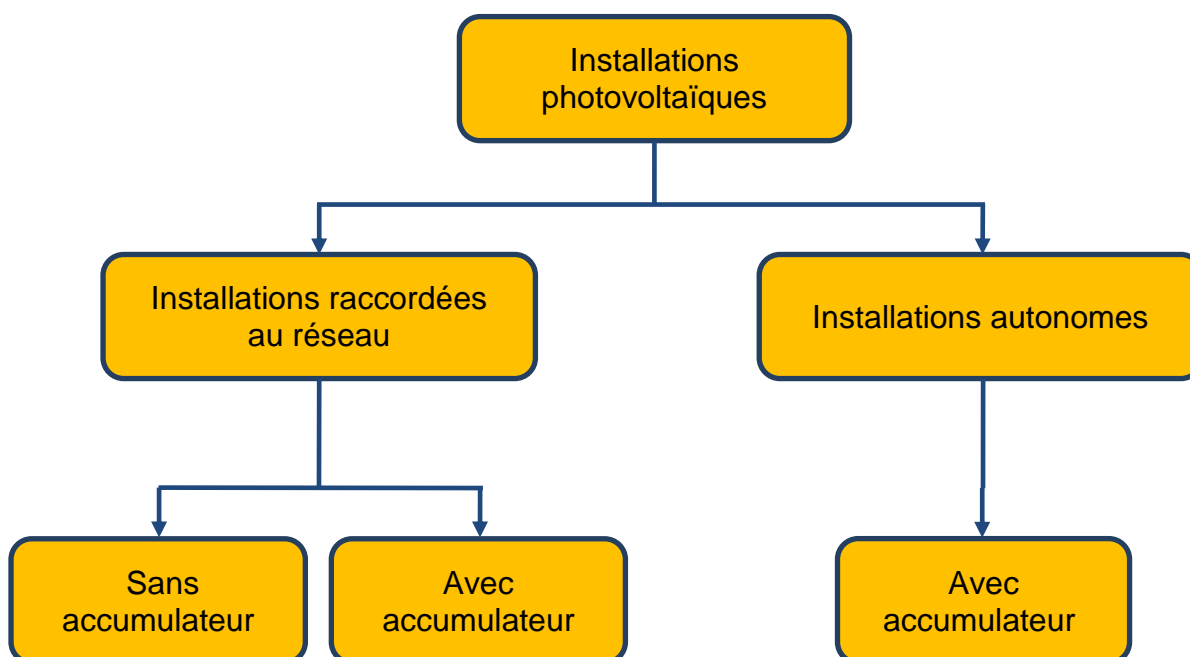 Installations
photovoltaïques
Installations raccordées
au réseau
Installations autonomes
Sans
accumulateur
Avec
accumulateur
Avec
accumulateur